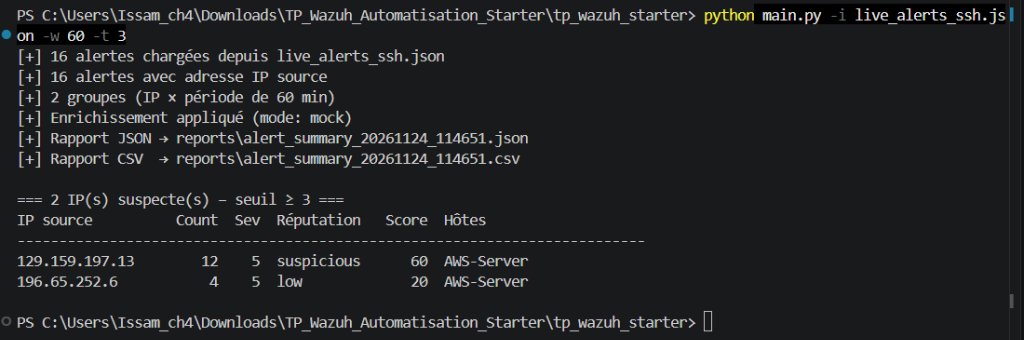 PS C:\Users\Issam_ch4\Downloads\TP_Wazuh_Automatisation_Starter\tp_wazuh_starter> python main.py -i live_alerts_ssh.js
on -w 60 -t 3
[+] 16 alertes chargées depuis live_alerts_ssh.json
[+] 16 alertes avec adresse IP source
[+] 2 groupes (IP × période de 60 min)
[+] Enrichissement appliqué (mode: mock)
[+] Rapport JSON → reports\alert_summary_20261124_114651.json
[+] Rapport CSV  → reports\alert_summary_20261124_114651.csv
=== 2 IP(s) suspecte(s) – seuil ≥ 3 ===
IP source          Count  Sev  Réputation   Score  Hôtes
---------------------------------------------------------------------------
129.159.197.13        12    5  suspicious      60  AWS-Server
196.65.252.6           4    5  low             20  AWS-Server
PS C:\Users\Issam_ch4\Downloads\TP_Wazuh_Automatisation_Starter\tp_wazuh_starter>